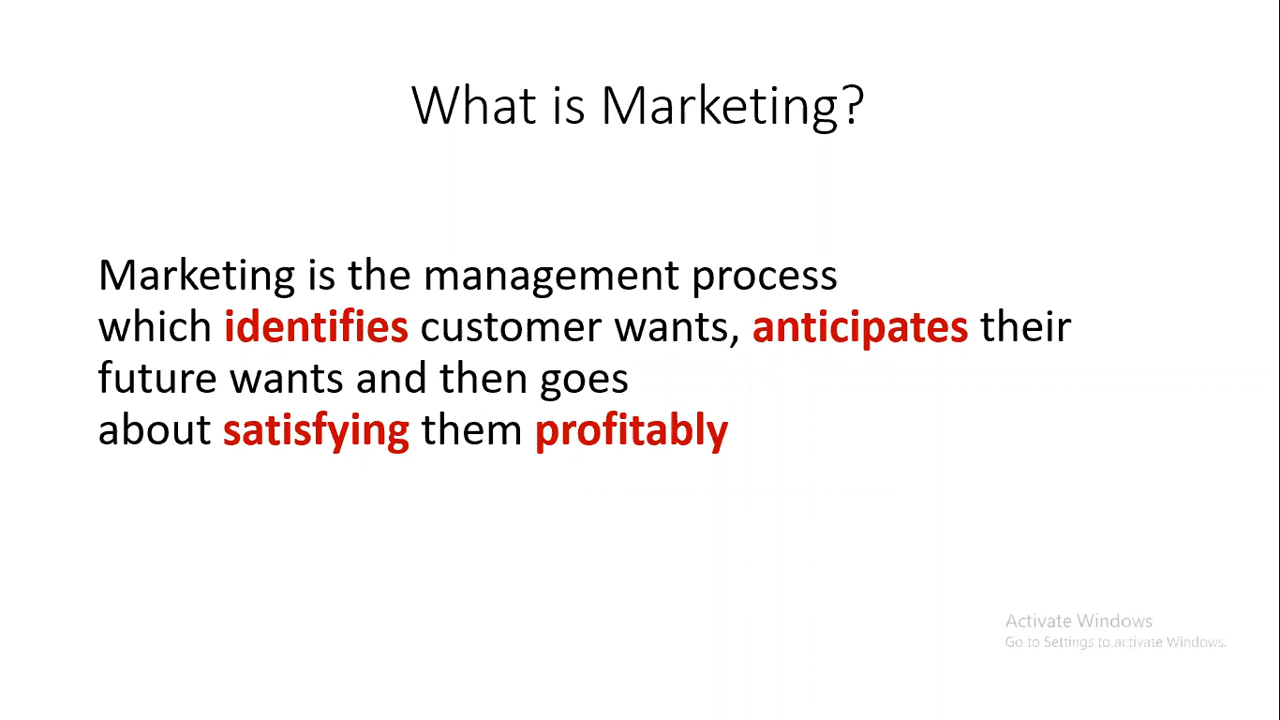 What is Marketing?
Marketing is the management process
which identifies customer wants, anticipates their
future wants and then goes
about satisfying them profitably
Activate Windows
Go to Settings to activate Windows.